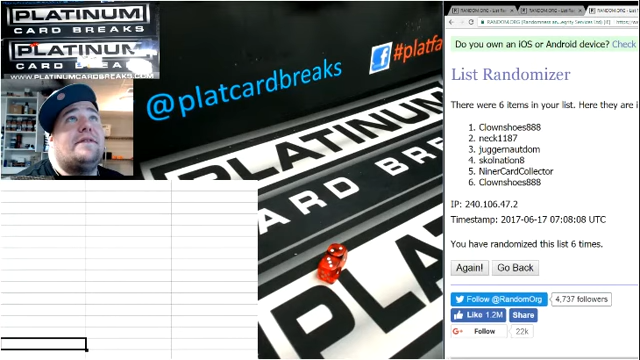 PLATINUM
CARD BREAKS
PLATINUM
CARD BREAKS
WWW.PLATINUMCARDBREAKS.COM
@platcardbreaks
f #platfa
PLATINUM
CARD BRE
PLA
RANDOM.ORG - List
Do you own an iOS or Android device? Check
List Randomizer
There were 6 items in your list. Here they are i
1. Clownshoes888
2. neck1187
3. juggernautdom
4. skolnation8
5. NinerCardCollector
6. Clownshoes888
IP: 240.106.47.2
Timestamp: 2017-06-17 07:08:08 UTC
You have randomized this list 6 times.
Again! Go Back
Follow @RandomOrg 4,737 followers
Like 1.2M Share
G+ Follow 22k